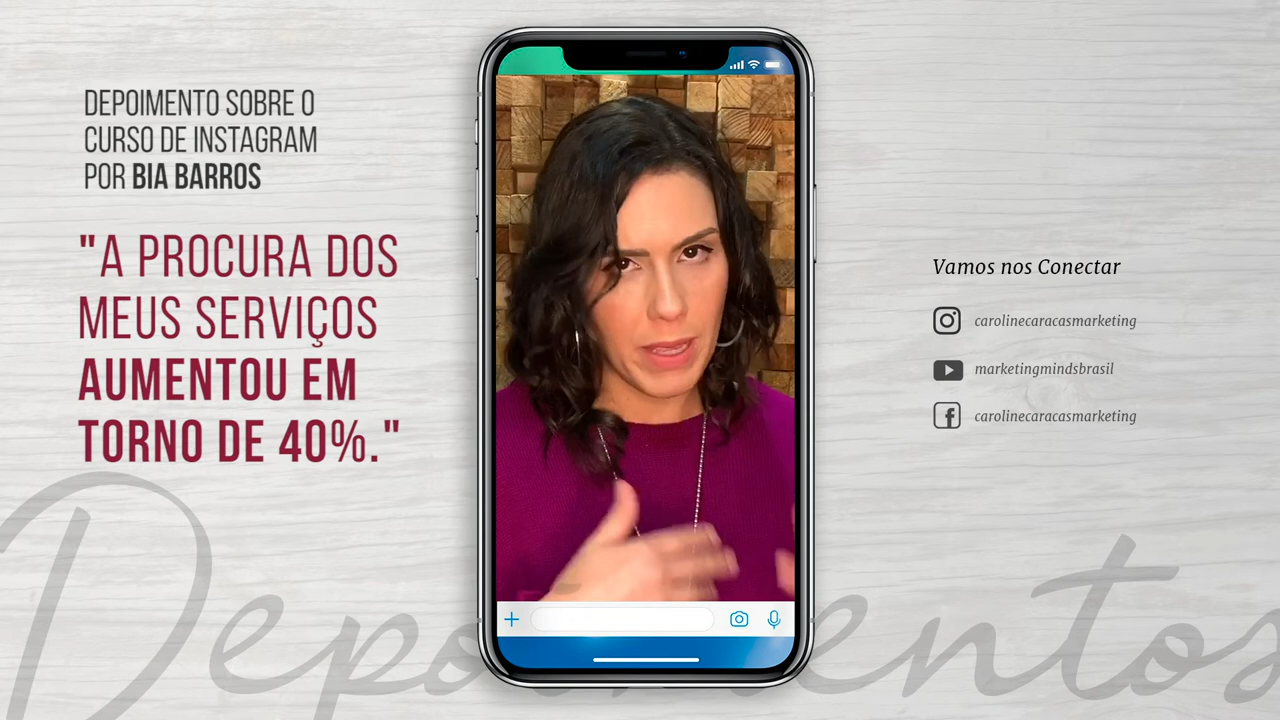 DEPOIMENTO SOBRE O
CURSO DE INSTAGRAM
POR BIA BARROS
"A PROCURA DOS
MEUS SERVIÇOS
AUMENTOU EM
TORNO DE 40%."
Vamos nos Conectar
carolinecaracasmarketing
marketingmindsbrasil
carolinecaracasmarketing
Depoimentos